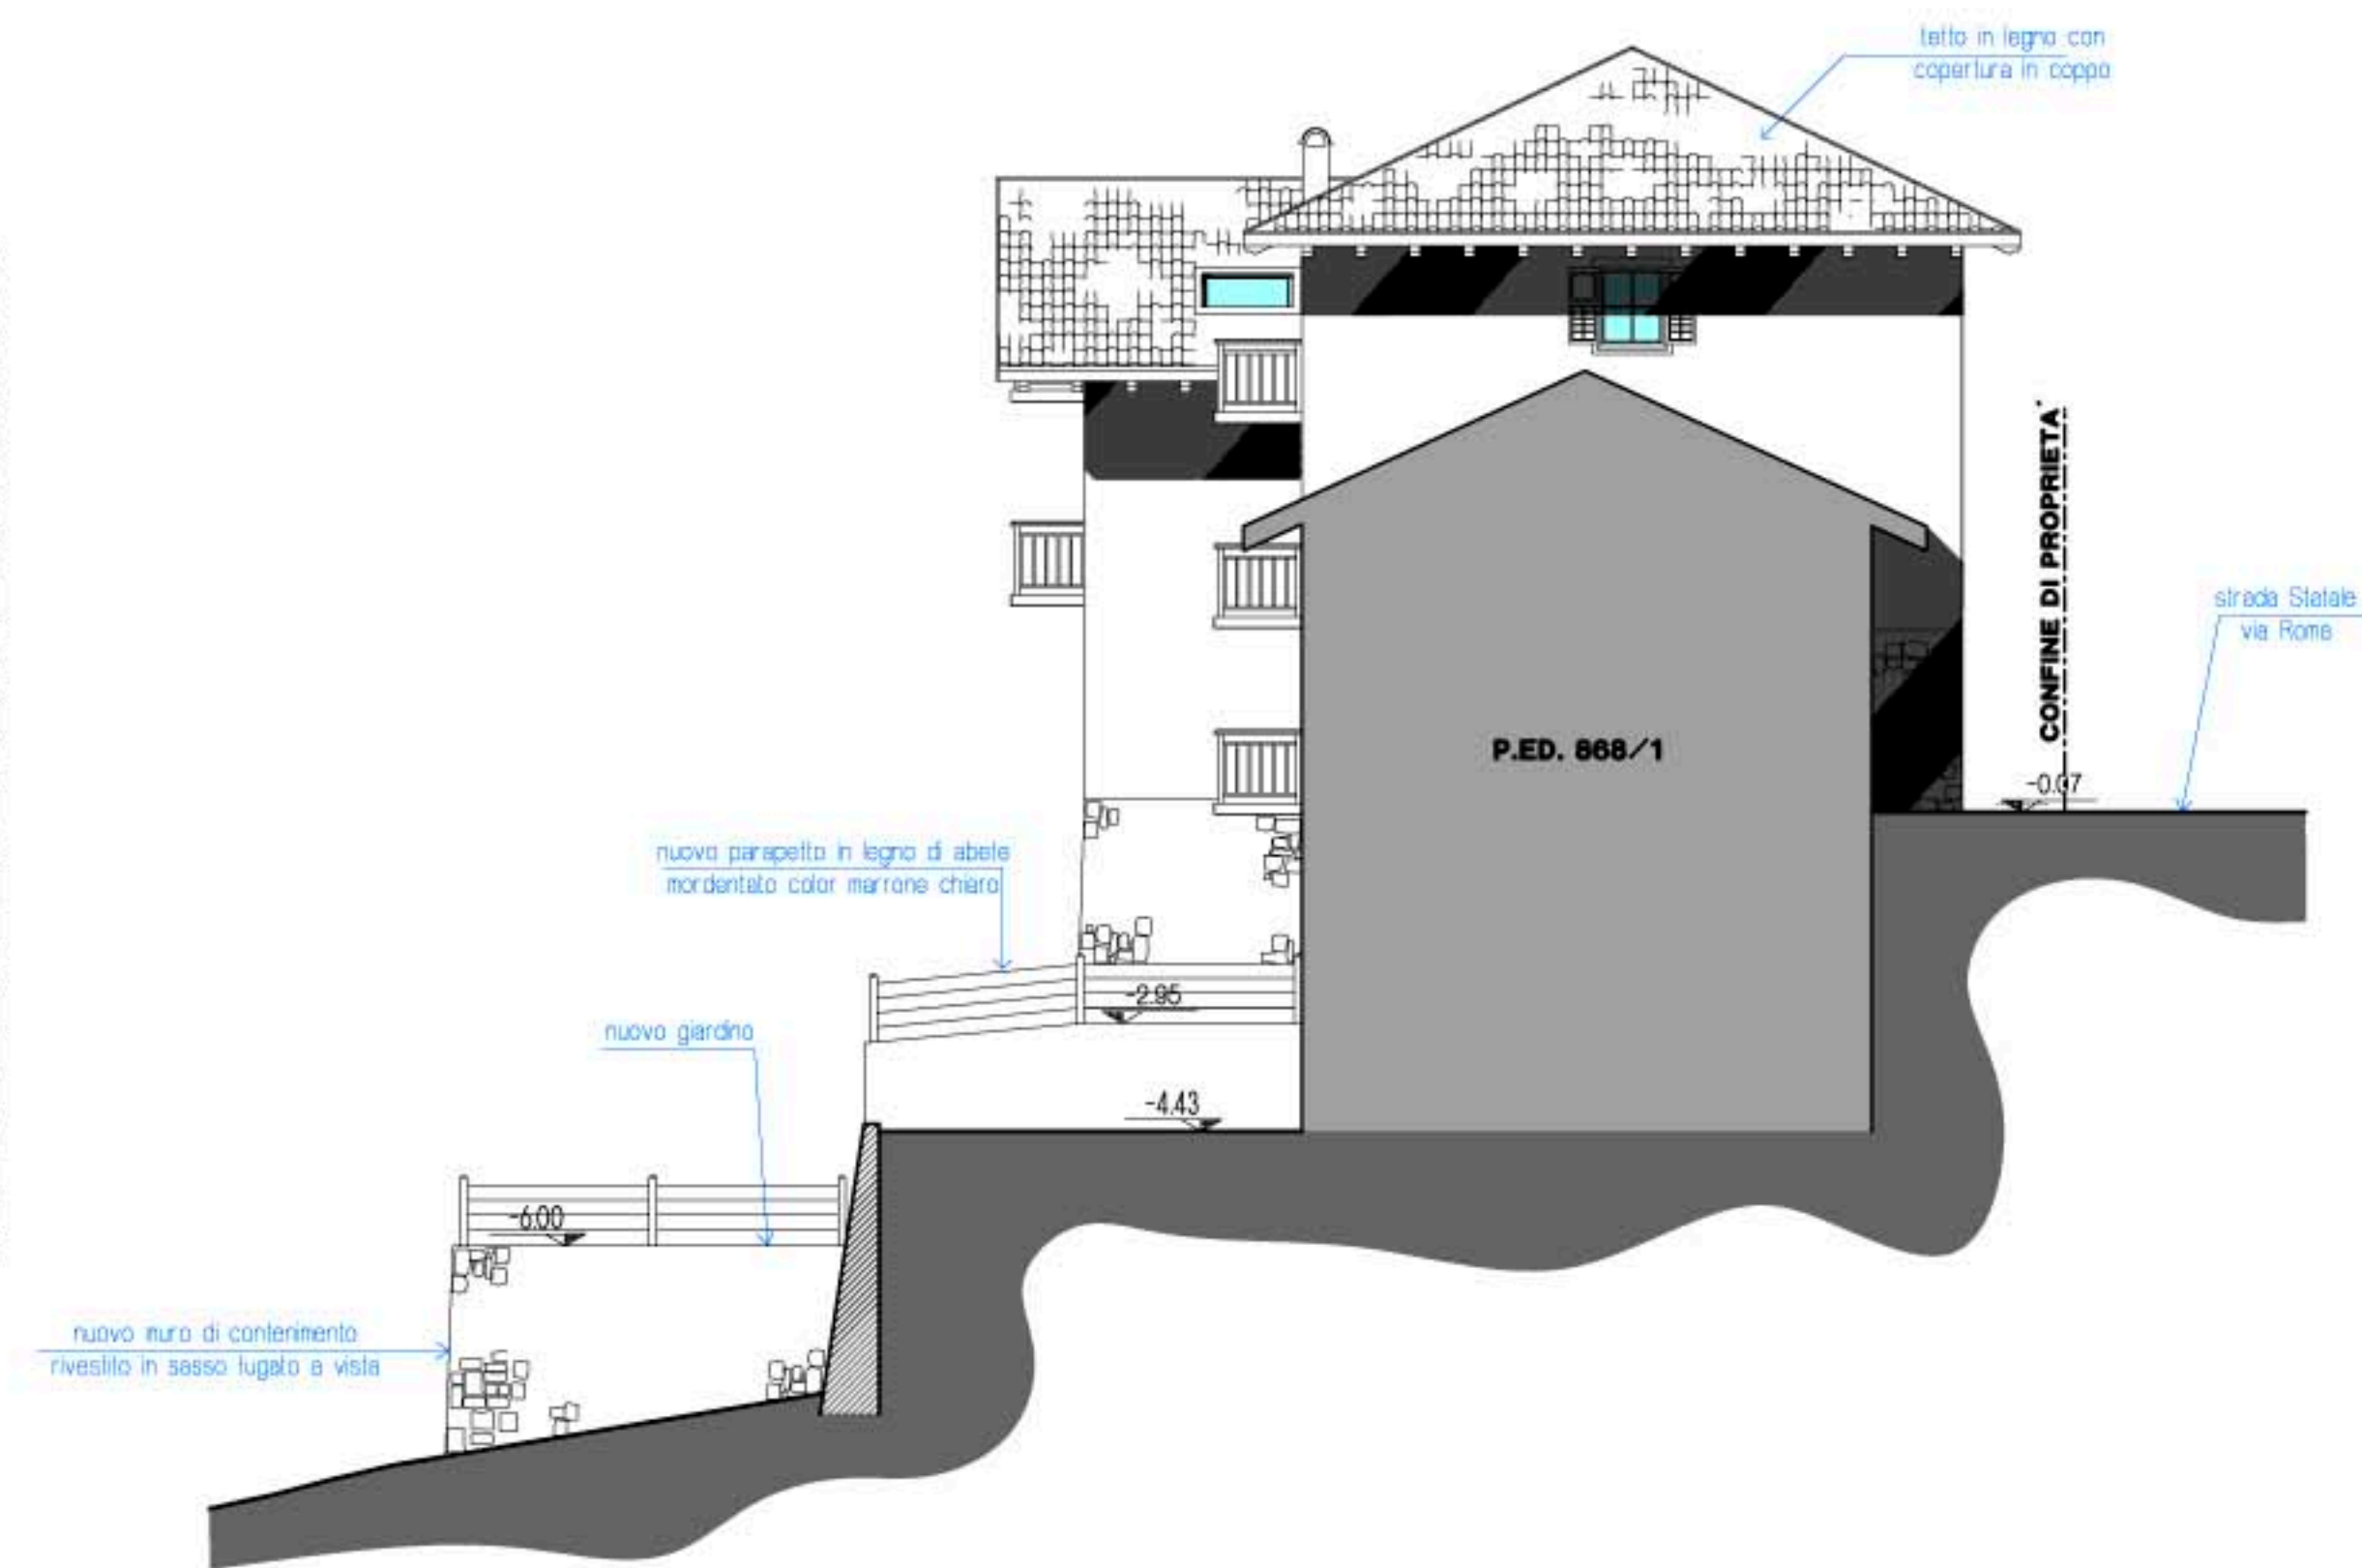 tetto in legno con
copertura in coppo
CONFINE DI PROPRIETA'
strada Statale
via Roma
P.ED. 868/1
-0.07
nuovo parapetto in legno di abete
mordentato color marrone chiaro
-2.95
nuovo giardino
-4.43
-6.00
nuovo muro di contenimento
rivestito in sasso fugato a vista